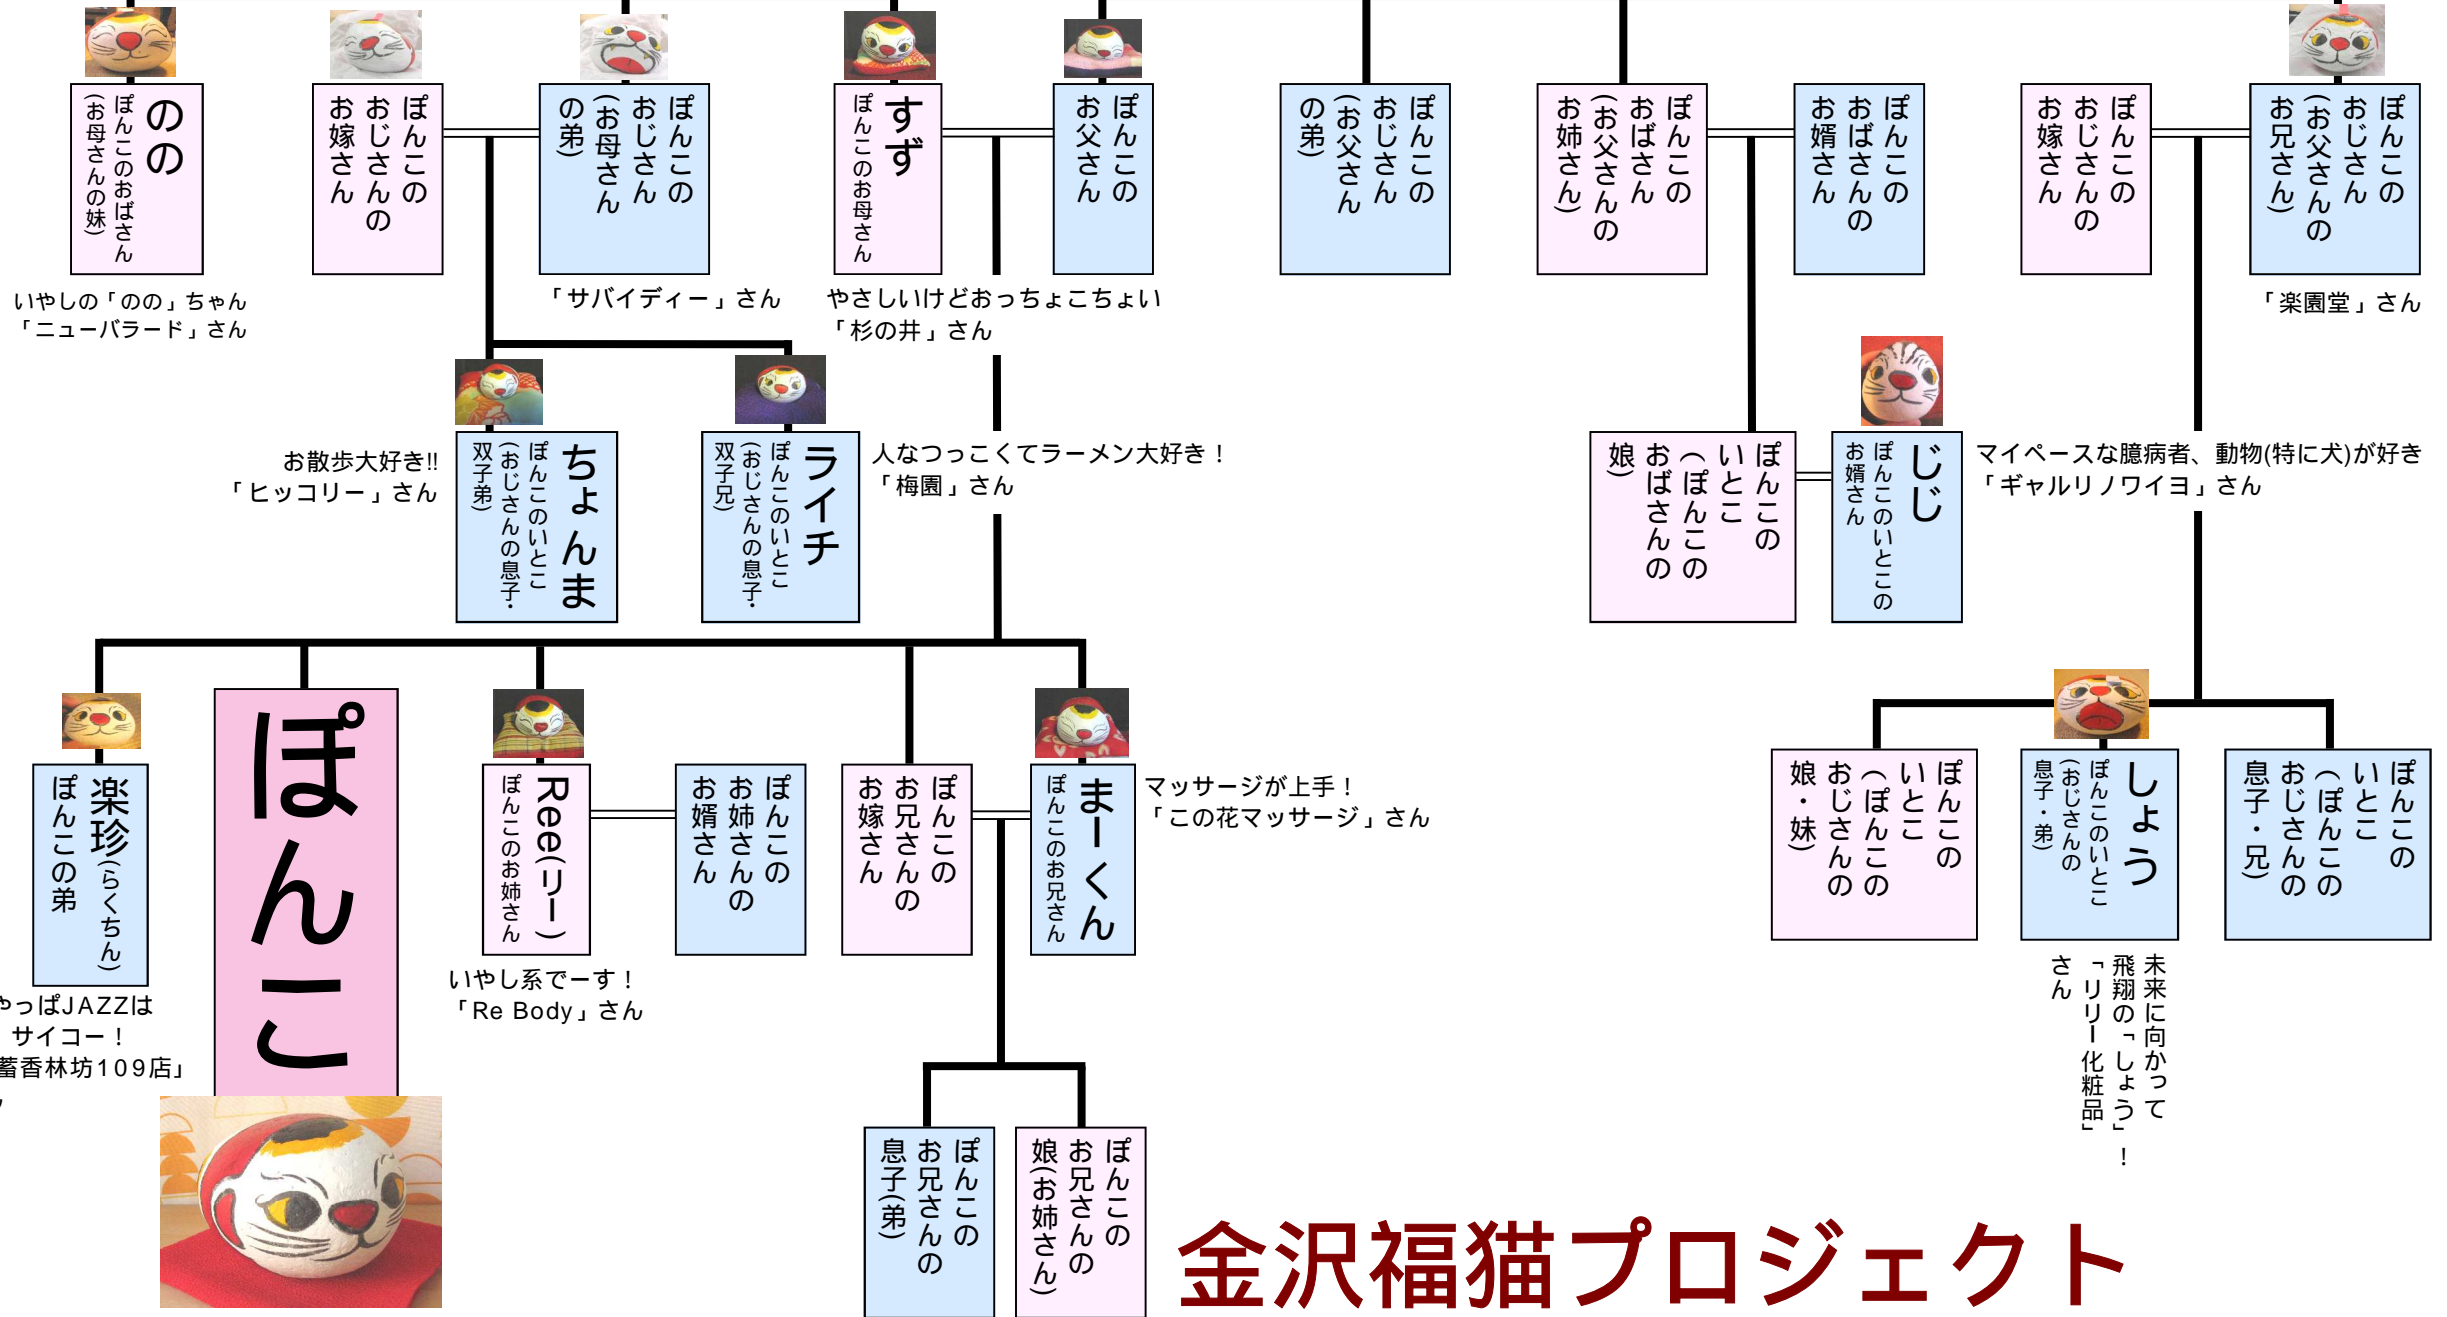 のの
ぽんこのおばさん
(お母さんの妹)
いやしの「のの」ちゃん
「ニューバラード」さん
ぽんこの
おじさんの
お嫁さん
ぽんこの
おじさん
(お母さん
の弟)
「サバイディー」さん
すず
ぽんこのお母さん
やさしいけどおっちょこちょい
「杉の井」さん
ぽんこの
お父さん
ぽんこの
おじさん
(お父さん
の弟)
ぽんこの
おばさん
(お父さんの
お姉さん)
ぽんこの
おばさんの
お婿さん
ぽんこの
おじさんの
お嫁さん
ぽんこの
おじさん
(お父さんの
お兄さん)
「楽園堂」さん
お散歩大好き!!
「ヒッコリー」さん
ちょんま
ぽんこのいとこ
(おじさんの息子・
双子弟)
ライチ
ぽんこのいとこ
(おじさんの息子・
双子兄)
人なつっこくてラーメン大好き！
「梅園」さん
ぽんこの
いとこ
(ぽんこの
おばさんの
娘)
じじ
ぽんこのいとこの
お婿さん
マイペースな臆病者、動物(特に犬)が好き
「ギャルリノワイヨ」さん
楽珍(らくちん)
ぽんこの弟
やっぱJAZZは
サイコー！
蓄香林坊109店」
ぽんこ
Ree(リー)
ぽんこのお姉さん
いやし系でーす！
「Re Body」さん
ぽんこの
お姉さんの
お婿さん
ぽんこの
お兄さんの
お嫁さん
まーくん
ぽんこのお兄さん
マッサージが上手！
「この花マッサージ」さん
ぽんこの
いとこ
(ぽんこの
おじさんの
娘・妹)
しょう
ぽんこのいとこ
(おじさんの
息子・弟)
未来に向かって
飛翔の「しょう」！
「リリー化粧品」
さん
ぽんこの
いとこ
(ぽんこの
おじさんの
息子・兄)
ぽんこの
お兄さんの
息子(弟)
ぽんこの
お兄さんの
娘(お姉さん)
金沢福猫プロジェクト